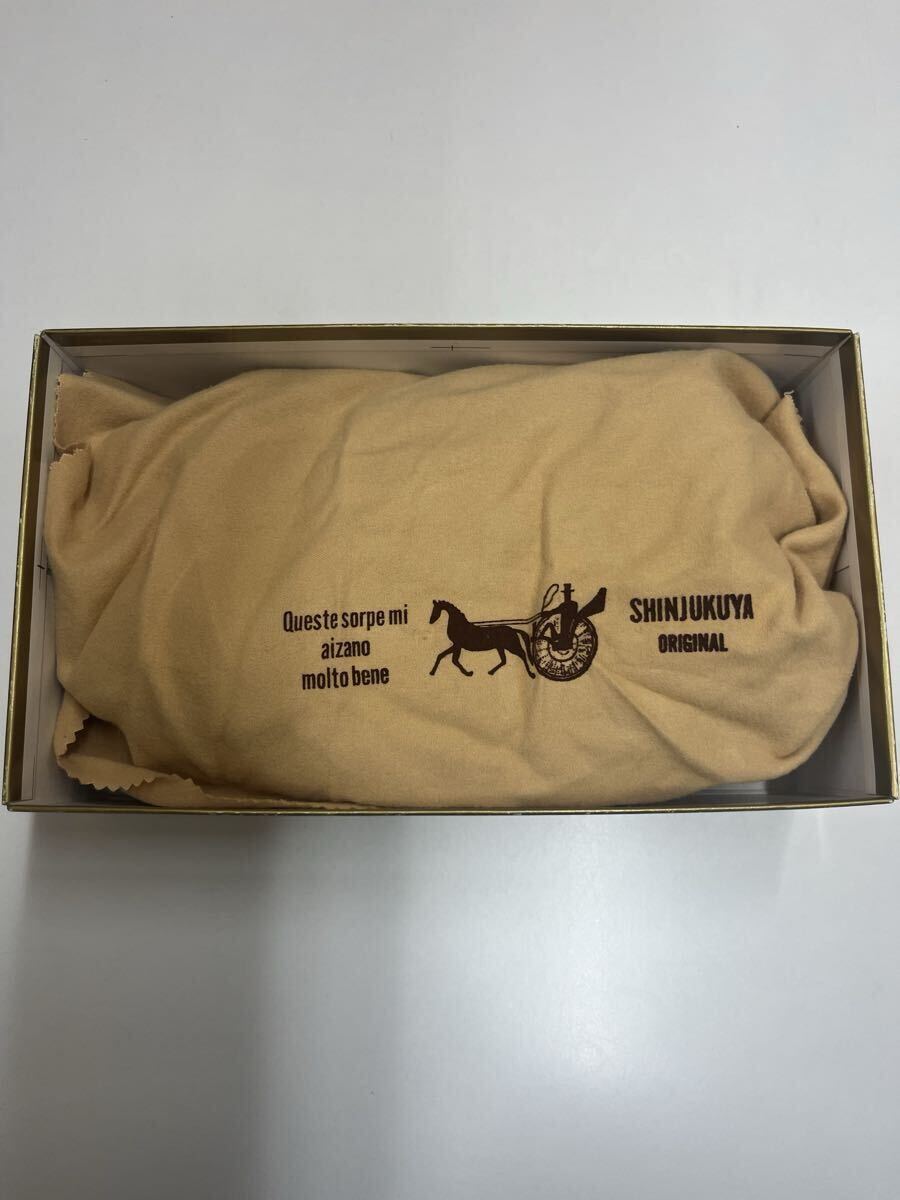 Queste sorpe mi
aizano
molto bene
SHINJUKUYA
ORIGINAL